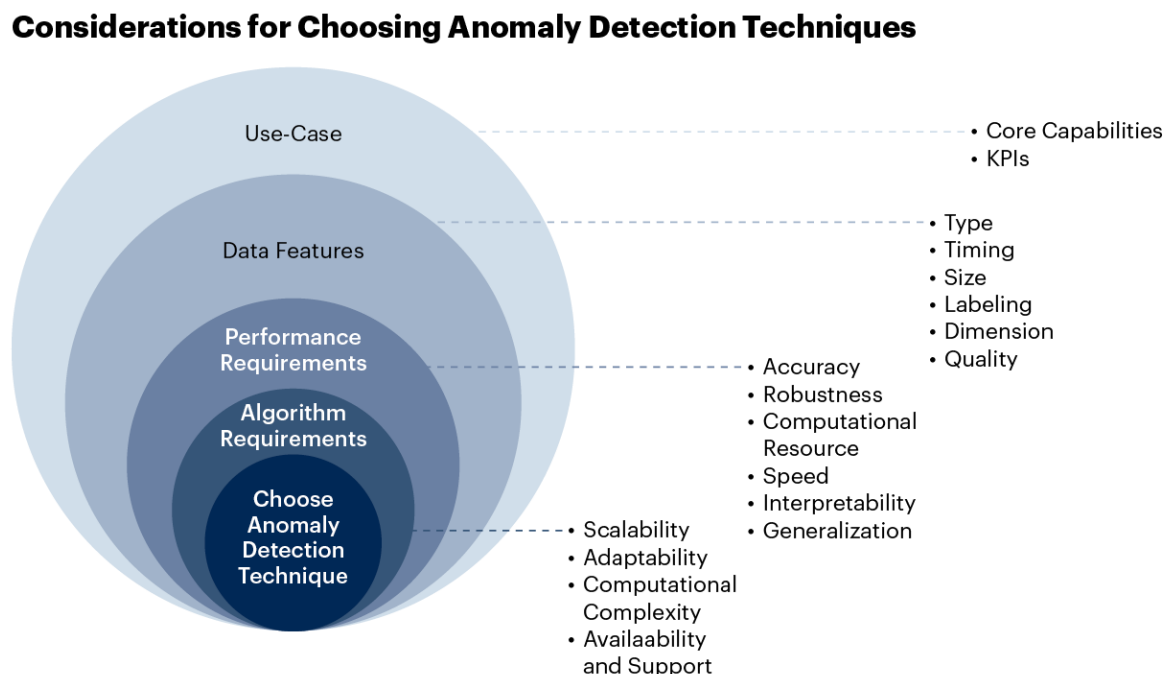 Considerations for Choosing Anomaly Detection Techniques
Use-Case
• Core Capabilities
• KPIs
Data Features
• Type
• Timing
• Size
• Labeling
• Dimension
• Quality
Performance
Requirements
• Accuracy
• Robustness
• Computational
Resource
• Speed
• Interpretability
• Generalization
Algorithm
Requirements
• Scalability
• Adaptability
• Computational
Complexity
• Availaability
and Support
Choose
Anomaly
Detection
Technique